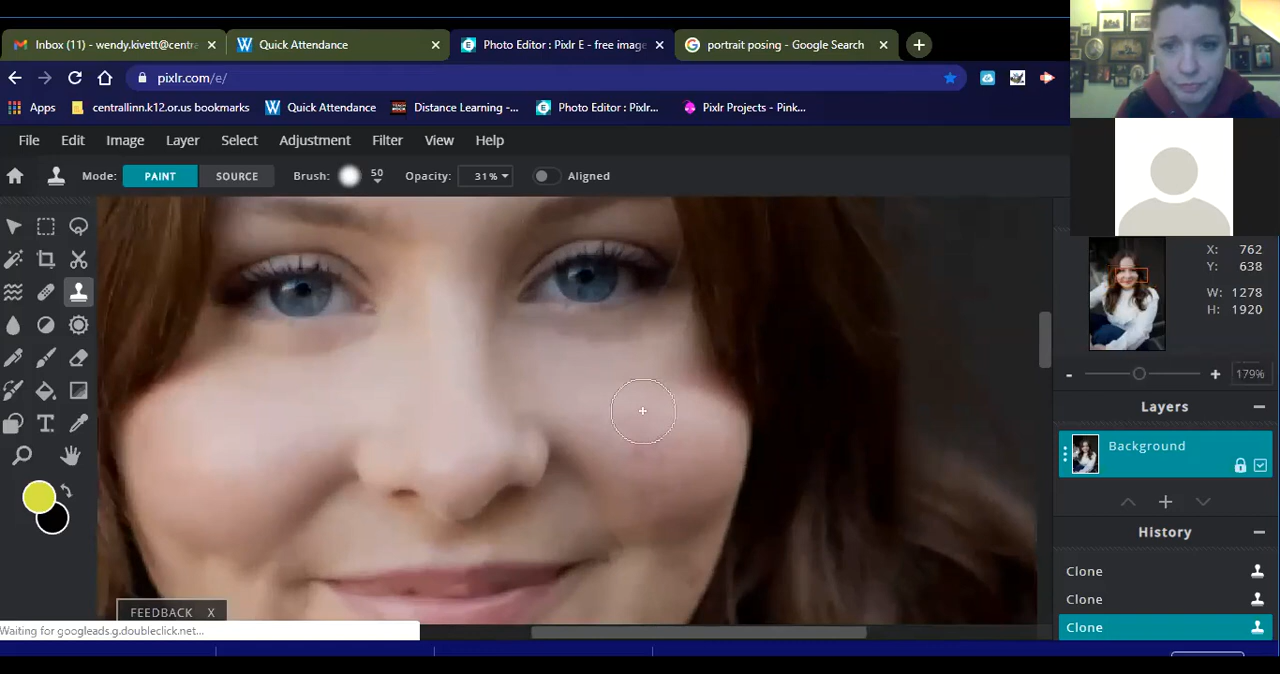 Inbox (11) - wendy.kivett@centra
Quick Attendance
Photo Editor : Pixlr E - free image
portrait posing - Google Search
pixlr.com/e/
Apps centrallinn.k12.or.us bookmarks Quick Attendance Distance Learning -... Photo Editor : Pixlr... Pixlr Projects - Pink...
File Edit Image Layer Select Adjustment Filter View Help
Mode: PAINT SOURCE Brush: 50 Opacity: 31% Aligned
X: 762
Y: 638
W: 1278
H: 1920
- + 179%
Layers
Background
History
Clone
Clone
Clone
FEEDBACK X
Waiting for googleads.g.doubleclick.net...